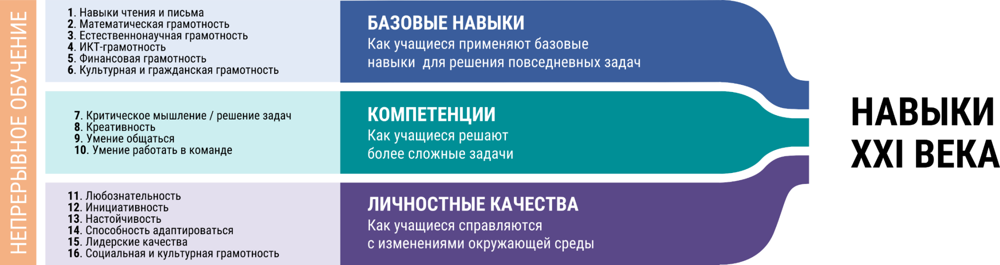 НЕПРЕРЫВНОЕ ОБУЧЕНИЕ
1. Навыки чтения и письма
2. Математическая грамотность
3. Естественнонаучная грамотность
4. ИКТ-грамотность
5. Финансовая грамотность
6. Культурная и гражданская грамотность
БАЗОВЫЕ НАВЫКИ
Как учащиеся применяют базовые
навыки для решения повседневных задач
7. Критическое мышление / решение задач
8. Креативность
9. Умение общаться
10. Умение работать в команде
КОМПЕТЕНЦИИ
Как учащиеся решают
более сложные задачи
11. Любознательность
12. Инициативность
13. Настойчивость
14. Способность адаптироваться
15. Лидерские качества
16. Социальная и культурная грамотность
ЛИЧНОСТНЫЕ КАЧЕСТВА
Как учащиеся справляются
с изменениями окружающей среды
НАВЫКИ
XXI ВЕКА